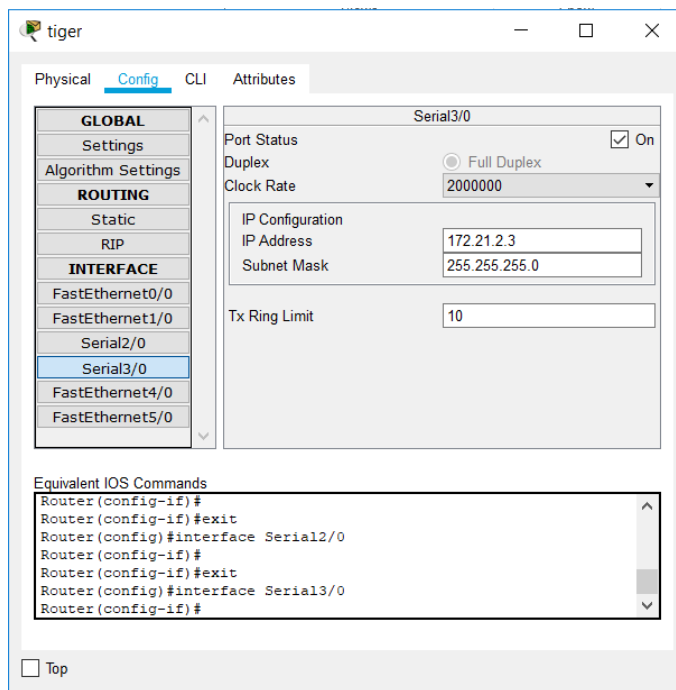 tiger
Physical Config CLI Attributes
GLOBAL
Settings
Algorithm Settings
ROUTING
Static
RIP
INTERFACE
FastEthernet0/0
FastEthernet1/0
Serial2/0
Serial3/0
FastEthernet4/0
FastEthernet5/0
Serial3/0
Port Status On
Duplex Full Duplex
Clock Rate 2000000
IP Configuration
IP Address 172.21.2.3
Subnet Mask 255.255.255.0
Tx Ring Limit 10
Equivalent IOS Commands
Router(config-if)#
Router(config-if)#exit
Router(config)#interface Serial2/0
Router(config-if)#
Router(config-if)#exit
Router(config)#interface Serial3/0
Router(config-if)#
Top